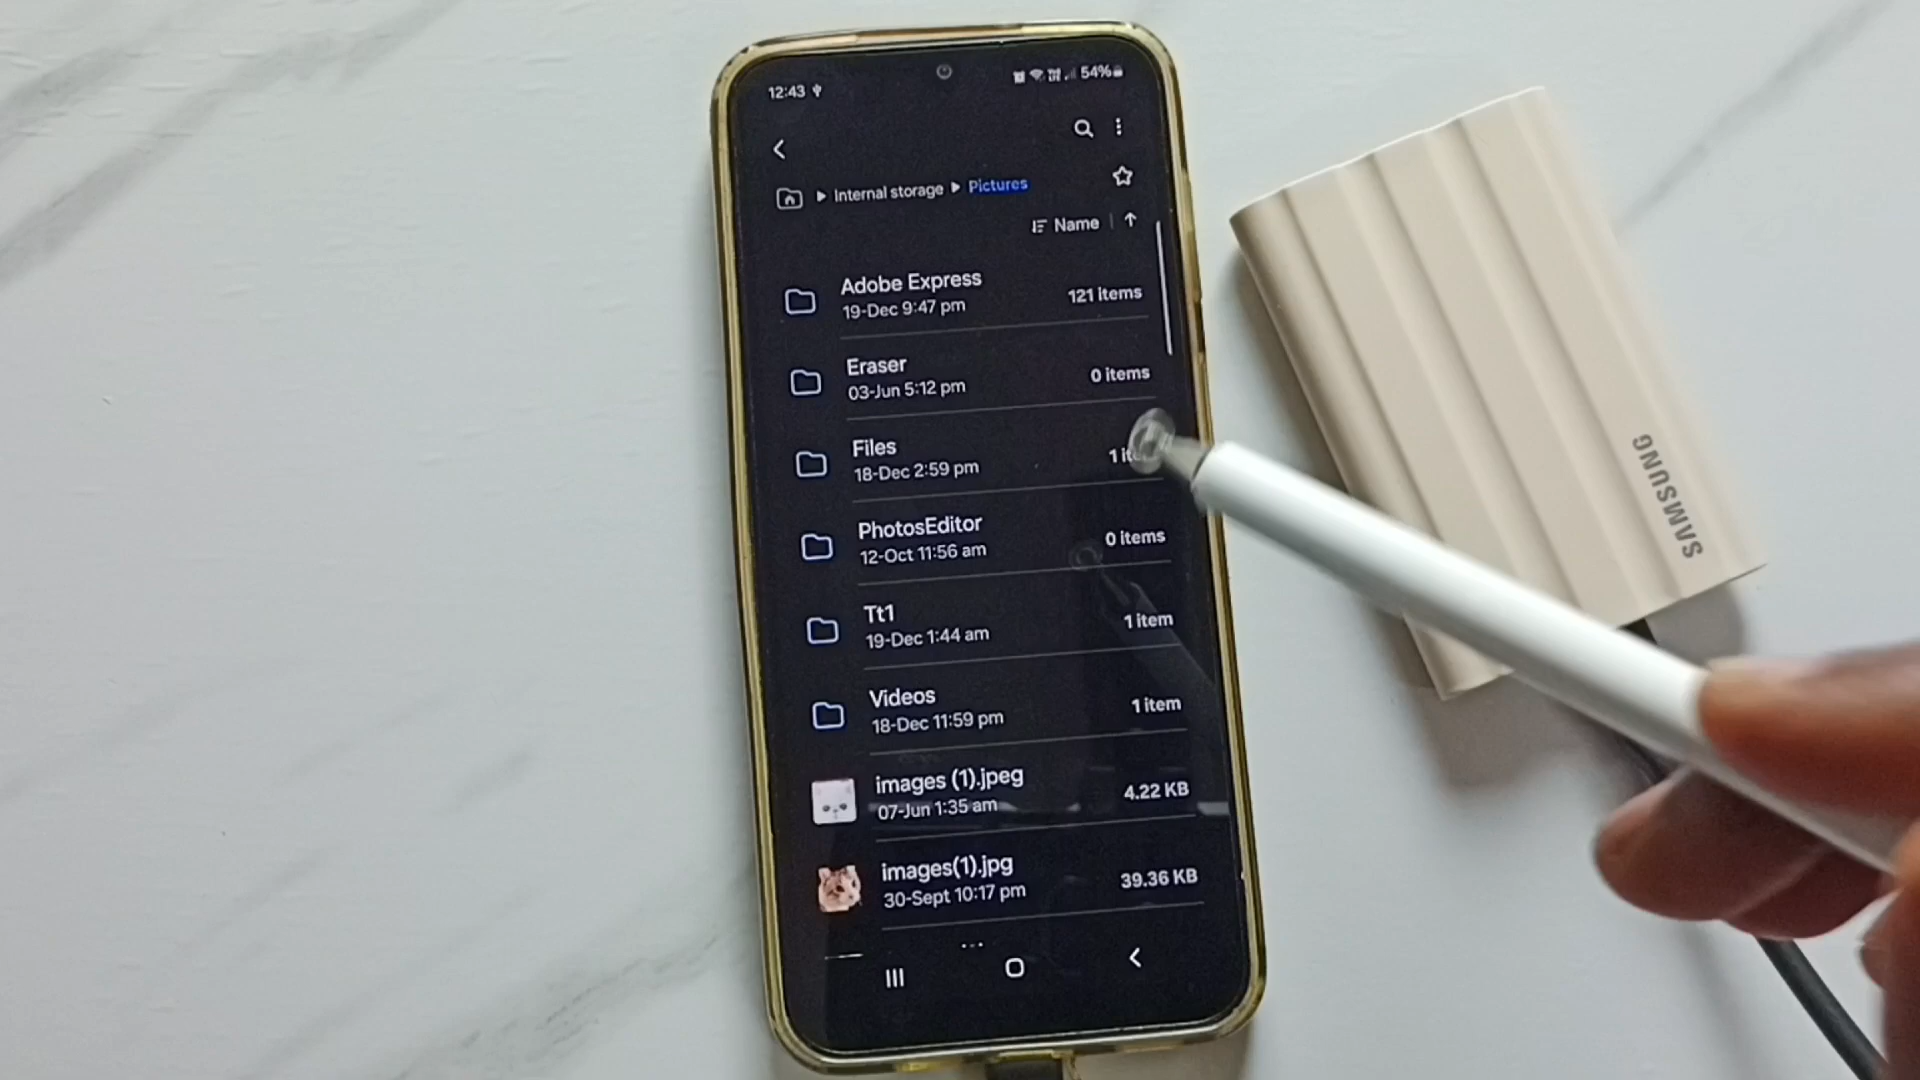 12:43
54%
Internal storage ▶ Pictures
Name
Adobe Express
19-Dec 9:47 pm
121 items
Eraser
03-Jun 5:12 pm
0 items
Files
18-Dec 2:59 pm
1
PhotosEditor
12-Oct 11:56 am
0 items
Tt1
19-Dec 1:44 am
1 item
Videos
18-Dec 11:59 pm
1 item
images (1).jpeg
07-Jun 1:35 am
4.22 KB
images(1).jpg
30-Sept 10:17 pm
39.36 KB
SAMSUNG